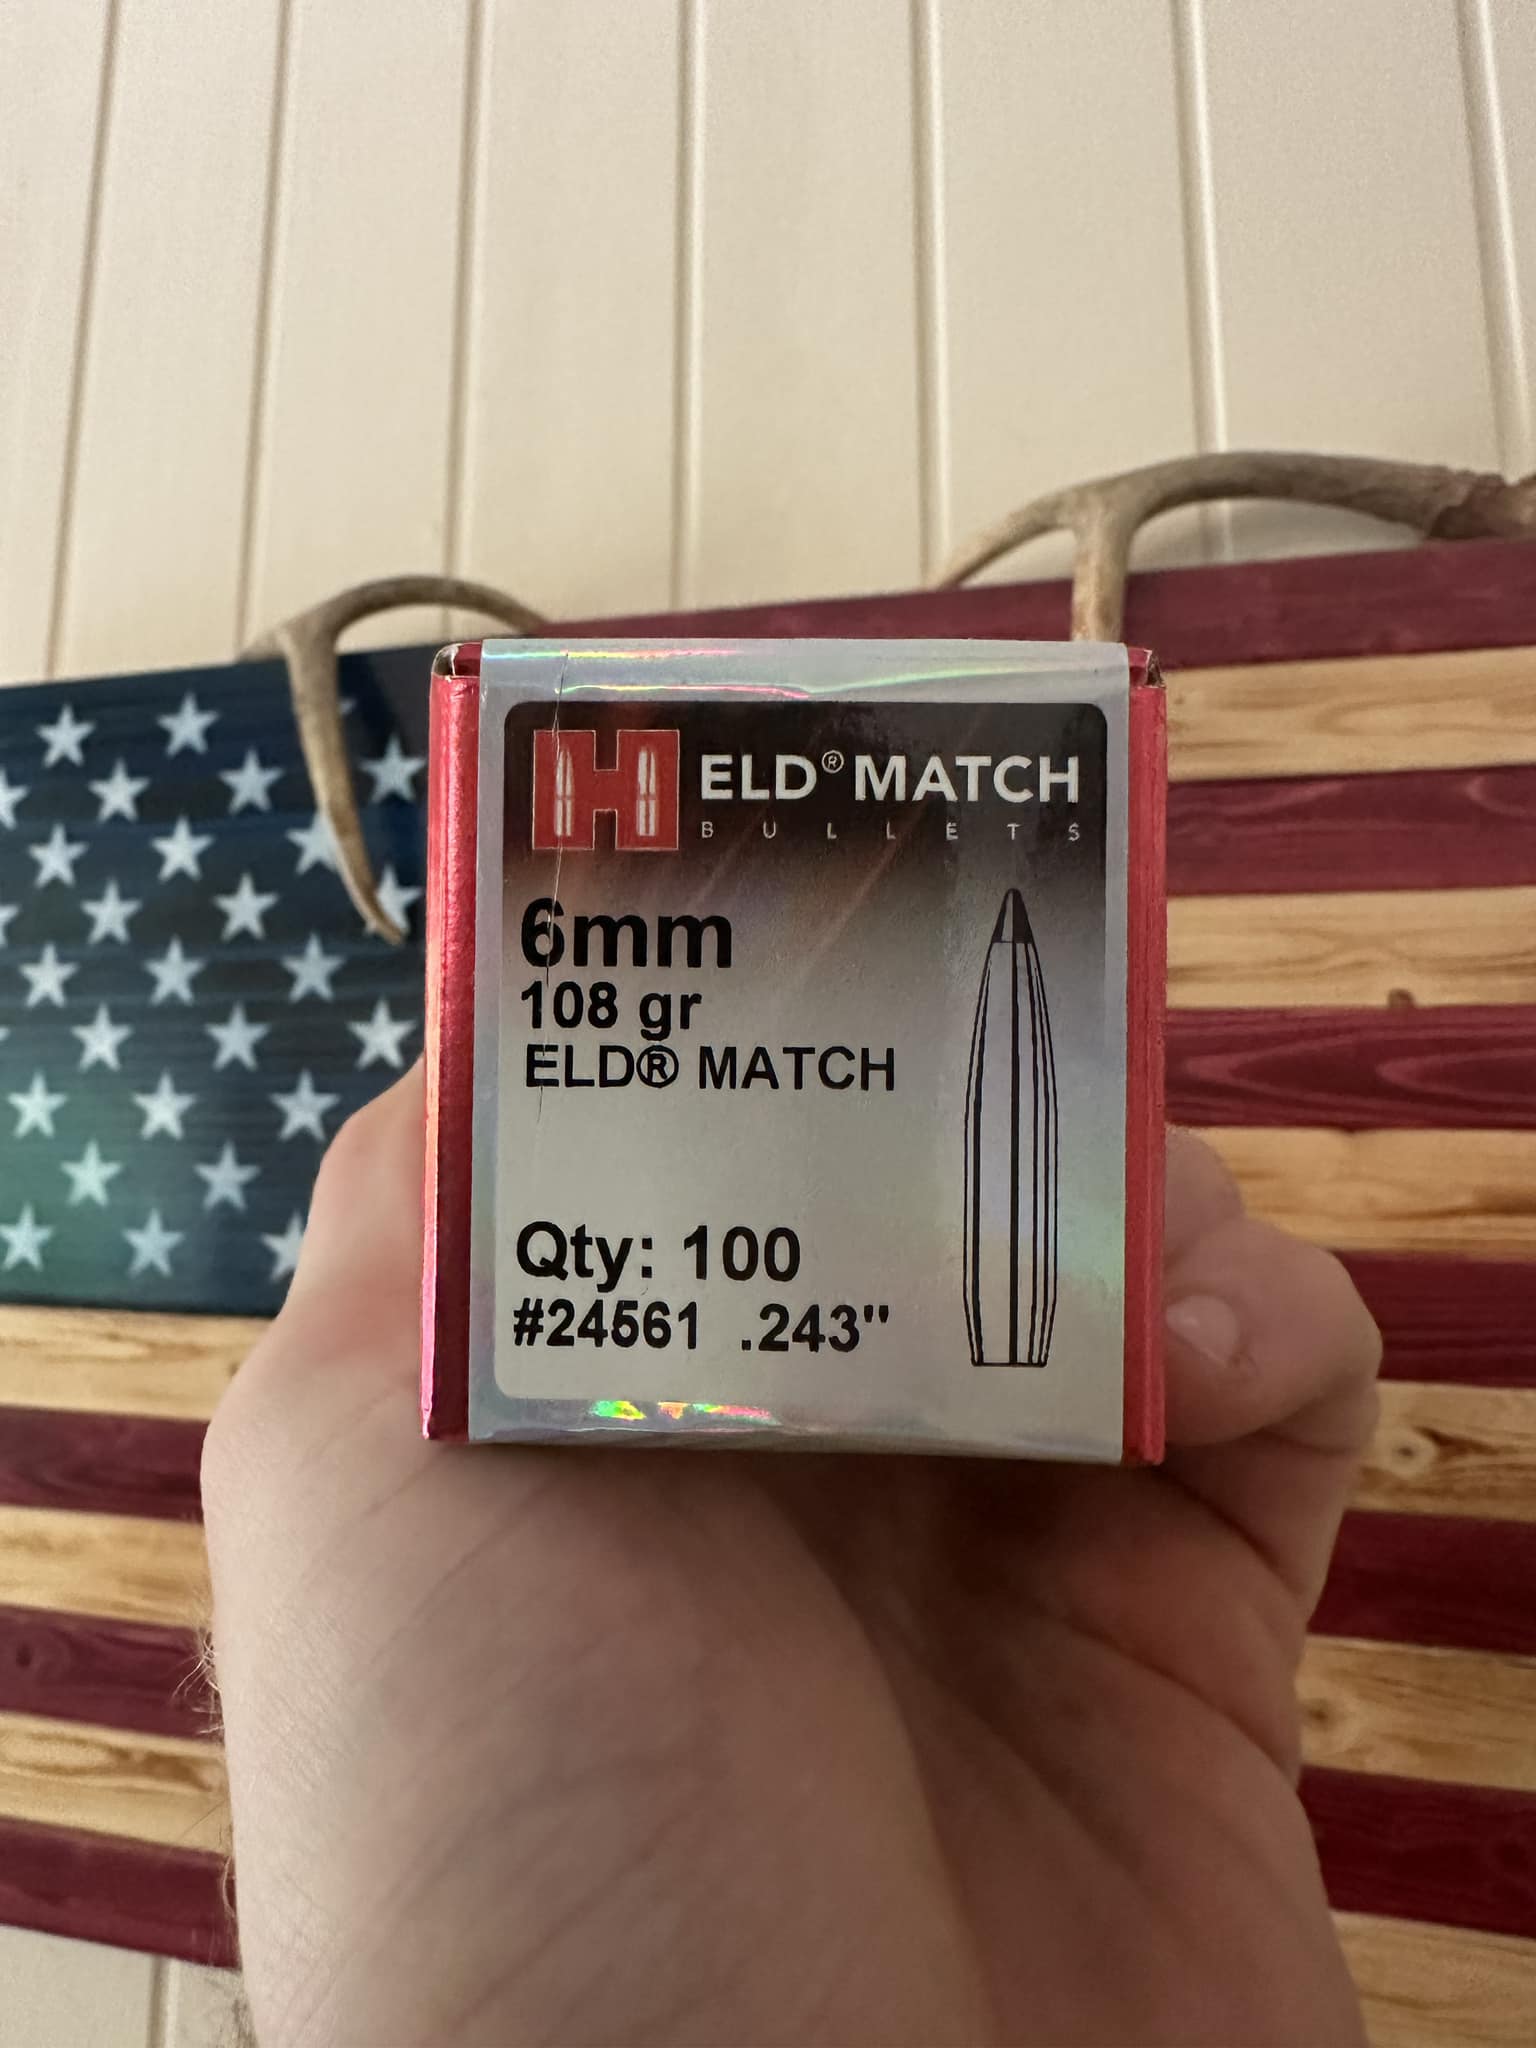 H ELD® MATCH
BULLETS
6mm
108 gr
ELD® MATCH
Qty: 100
#24561 .243"